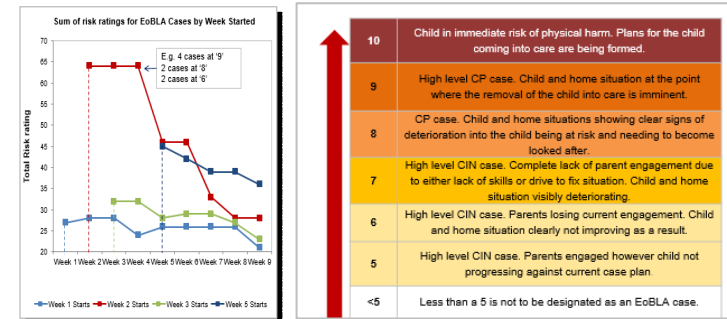 Sum of risk ratings for EoBLA Cases by Week Started
Total Risk rating
70
65
60
55
50
45
40
35
30
25
20
E.g. 4 cases at '9'
2 cases at '8'
2 cases at '6'
Week 1 Week 2 Week 3 Week 4 Week 5 Week 6 Week 7 Week 8 Week 9
Week 1 Starts Week 2 Starts Week 3 Starts Week 5 Starts
10
Child in immediate risk of physical harm. Plans for the child
coming into care are being formed.
9
High level CP case. Child and home situation at the point
where the removal of the child into care is imminent.
8
CP case. Child and home situations showing clear signs of
deterioration into the child being at risk and needing to become
looked after.
7
High level CIN case. Complete lack of parent engagement due
to either lack of skills or drive to fix situation. Child and home
situation visibly deteriorating.
6
High level CIN case. Parents losing current engagement. Child
and home situation clearly not improving as a result.
5
High level CIN case. Parents engaged however child not
progressing against current case plan.
<5
Less than a 5 is not to be designated as an EoBLA case.